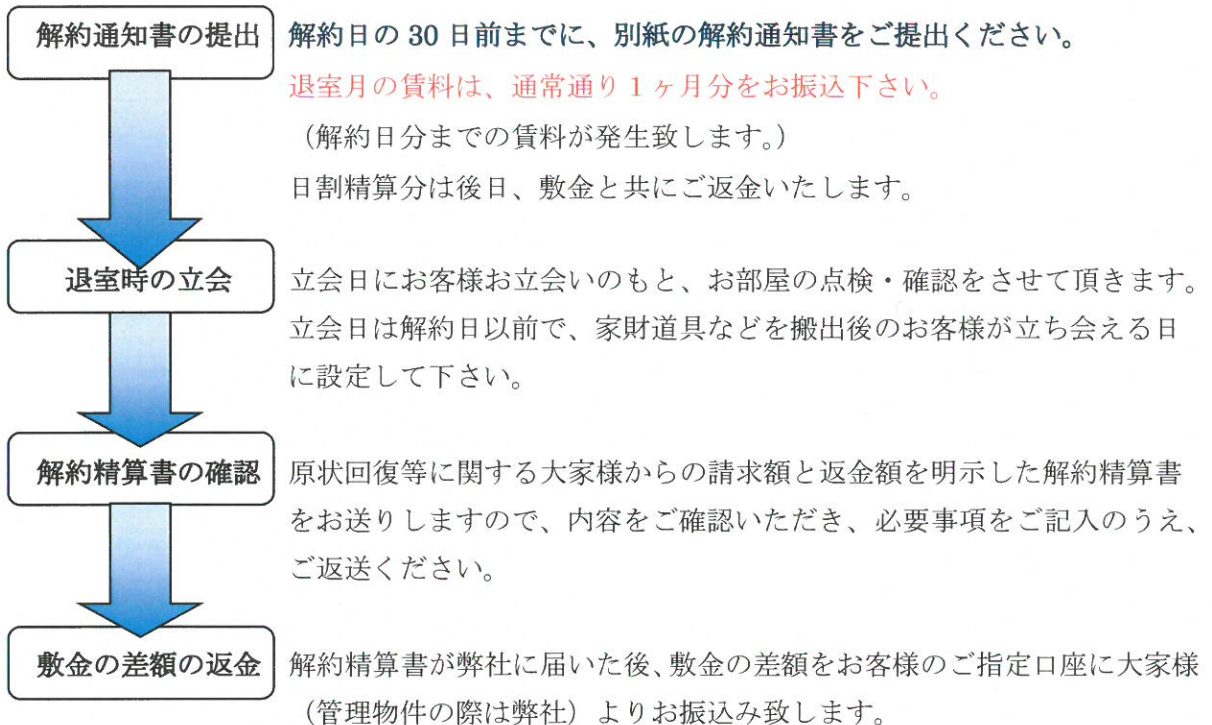 解約通知書の提出
解約日の 30 日前までに、別紙の解約通知書をご提出ください。
退室月の賃料は、通常通り 1 ヶ月分をお振込下さい。
（解約日分までの賃料が発生致します。）
日割精算分は後日、敷金と共にご返金いたします。
退室時の立会
立会日にお客様お立会いのもと、お部屋の点検・確認をさせて頂きます。
立会日は解約日以前で、家財道具などを搬出後のお客様が立ち会える日
に設定して下さい。
解約精算書の確認
原状回復等に関する大家様からの請求額と返金額を明示した解約精算書
をお送りしますので、内容をご確認いただき、必要事項をご記入のうえ、
ご返送ください。
敷金の差額の返金
解約精算書が弊社に届いた後、敷金の差額をお客様のご指定口座に大家様
（管理物件の際は弊社）よりお振込み致します。